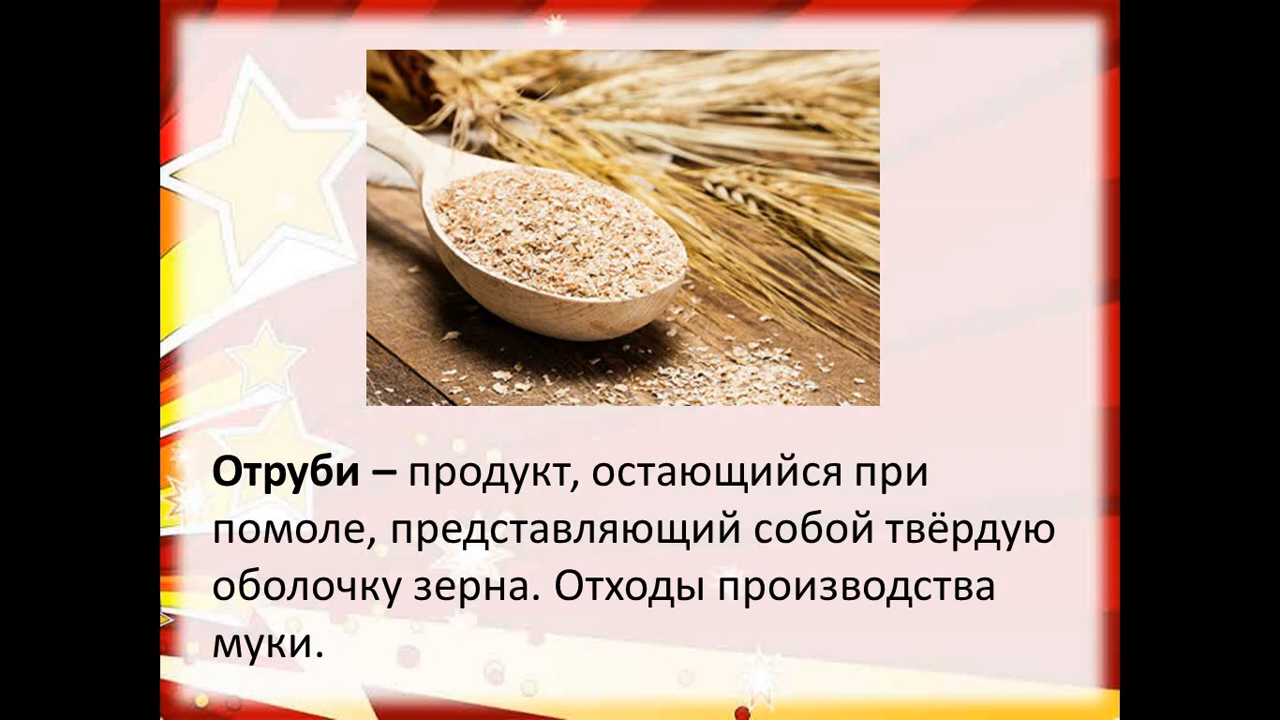 Отруби – продукт, остающийся при
помоле, представляющий собой твёрдую
оболочку зерна. Отходы производства
муки.